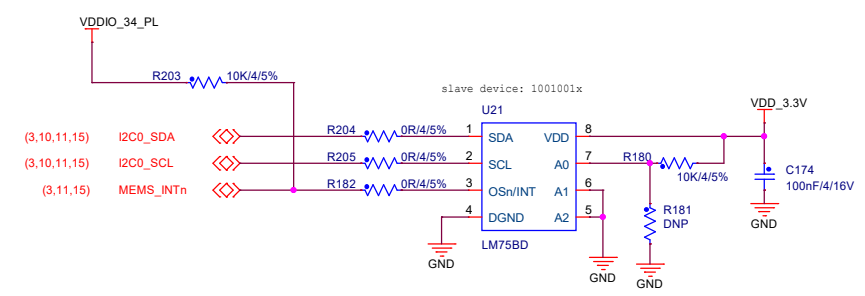 VDDIO_34_PL
R203 10K/4/5%
slave device: 1001001x
U21
VDD_3.3V
(3,10,11,15) I2C0_SDA R204 0R/4/5% 1 SDA VDD 8
(3,10,11,15) I2C0_SCL R205 0R/4/5% 2 SCL A0 7 R180 10K/4/5%
C174
100nF/4/16V
(3,11,15) MEMS_INTn R182 0R/4/5% 3 OSn/INT A1 6
4 DGND A2 5
R181
DNP
LM75BD
GND
GND
GND
GND